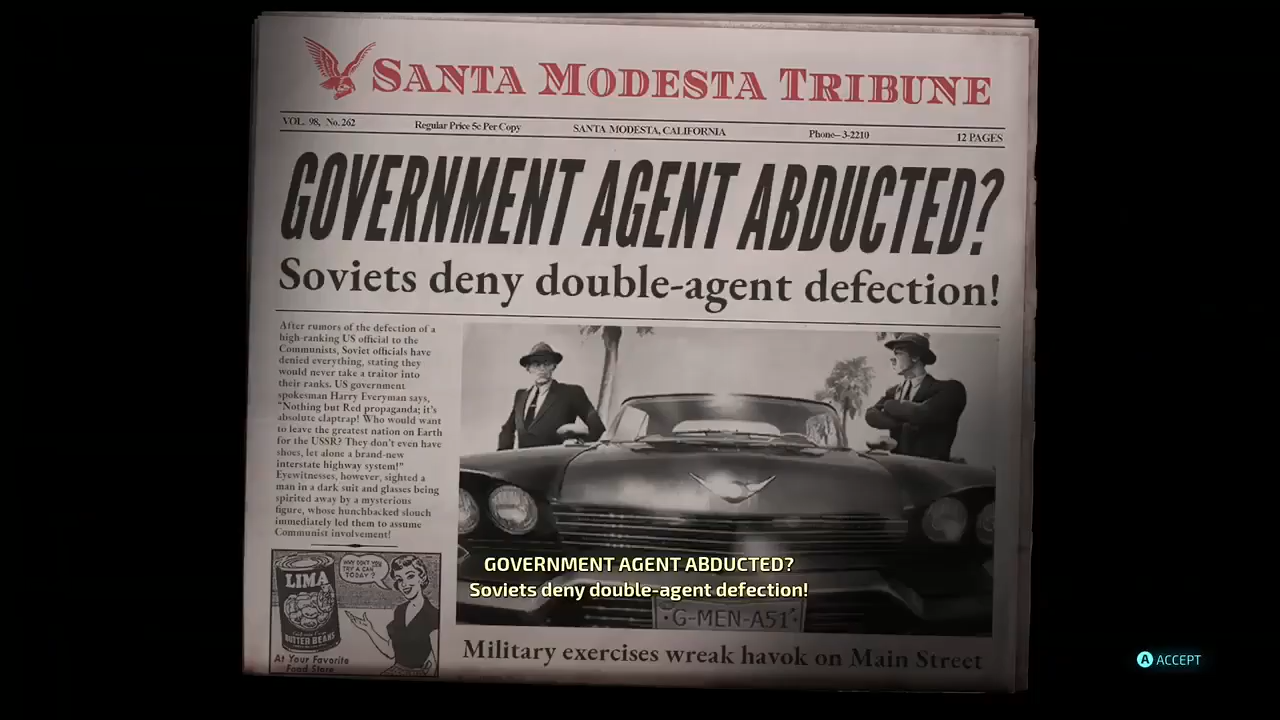 SANTA MODESTA TRIBUNE
VOL. 98, No. 262 Regular Price 5c Per Copy SANTA MODESTA, CALIFORNIA Phone–3-2210 12 PAGES
GOVERNMENT AGENT ABDUCTED?
Soviets deny double-agent defection!
After rumors of the defection of a
high-ranking US official to the
Communists, Soviet officials have
denied everything, stating they
would never take a traitor into
their ranks. US government
spokesman Harry Everyman says,
"Nothing but Red propaganda; it's
absolute claptrap! Who would want
to leave the greatest nation on Earth
for the USSR? They don't even have
shoes, let alone a brand-new
interstate highway system!"
Eyewitnesses, however, sighted a
man in a dark suit and glasses being
spirited away by a mysterious
figure, whose hunchbacked slouch
immediately led them to assume
Communist involvement!
LIMA
BUTTER BEANS
WHY DON'T YOU
TRY A CAN
TODAY?
At Your Favorite
Food Store
GOVERNMENT AGENT ABDUCTED?
Soviets deny double-agent defection!
G-MEN-A51
Military exercises wreak havok on Main Street
A ACCEPT